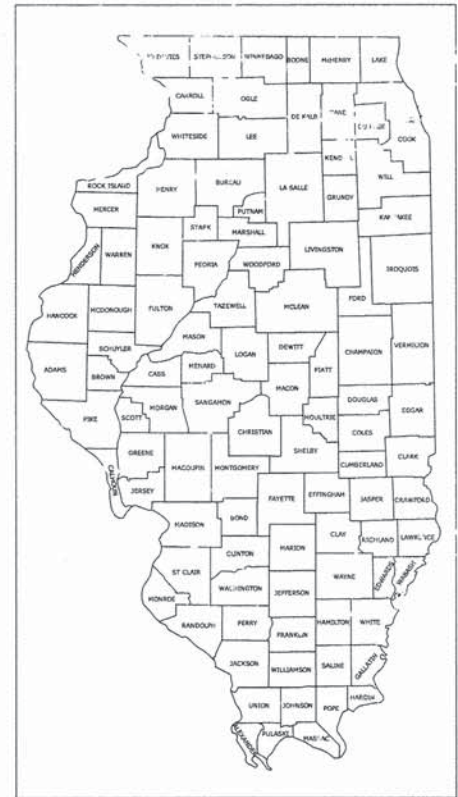 STEPHENSON WINNEBAGO BOONE McHENRY LAKE
CARROLL OGLE DE KALB KANE COOK
WHITESIDE LEE KENDALL WILL
ROCK ISLAND HENRY BUREAU LA SALLE GRUNDY
MERCER PUTNAM KANKAKEE
HENDERSON WARREN KNOX STARK MARSHALL LIVINGSTON
PEORIA WOODFORD IROQUOIS
HANCOCK MCDONOUGH FULTON TAZEWELL MCLEAN FORD
MASON
SCHUYLER LOGAN DEWITT CHAMPAIGN VERMILION
ADAMS BROWN CASS MENARD PIATT
MACON
PIKE SCOTT MORGAN SANGAMON MOULTRIE DOUGLAS EDGAR
CHRISTIAN COLES
GREENE MACOUPIN MONTGOMERY SHELBY CUMBERLAND CLARK
CALHOUN JERSEY FAYETTE EFFINGHAM JASPER CRAWFORD
MADISON BOND
CLINTON MARION CLAY RICHLAND LAWRENCE
ST CLAIR WAYNE EDWARDS WABASH
MONROE WASHINGTON JEFFERSON
RANDOLPH PERRY HAMILTON WHITE
FRANKLIN
JACKSON WILLIAMSON SALINE GALLATIN
UNION JOHNSON POPE HARDIN
ALEXANDER PULASKI MASSAC